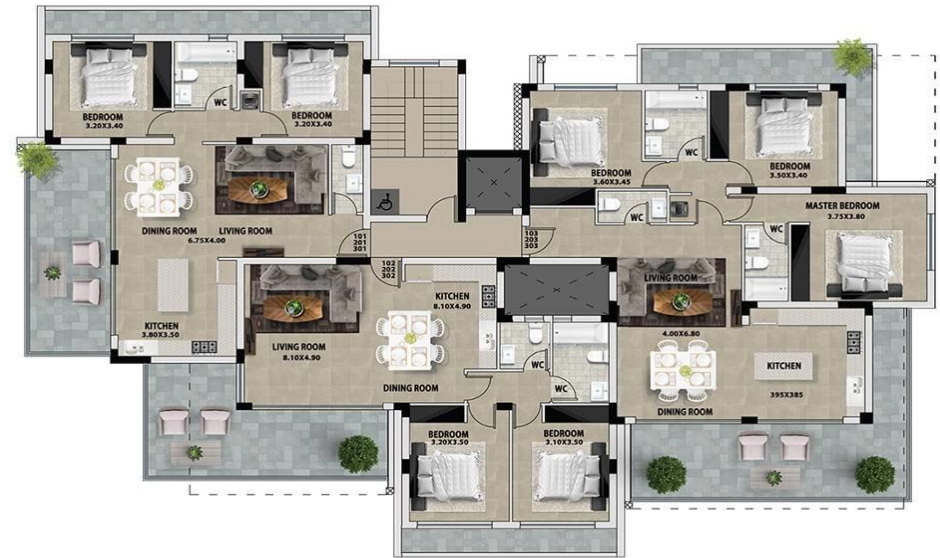 BEDROOM
3.20X3.40
WC
BEDROOM
3.20X3.40
BEDROOM
3.60X3.45
WC
BEDROOM
3.50X3.40
DINING ROOM
LIVING ROOM
6.75X4.00
101
201
301
103
203
303
WC
WC
MASTER BEDROOM
3.75X3.80
102
202
302
KITCHEN
8.10X4.90
LIVING ROOM
4.00X6.80
KITCHEN
3.80X3.50
LIVING ROOM
8.10X4.90
DINING ROOM
WC
WC
KITCHEN
395X385
DINING ROOM
BEDROOM
3.20X3.50
BEDROOM
3.10X3.50